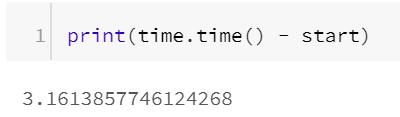 1 print(time.time() - start)
3.1613857746124268